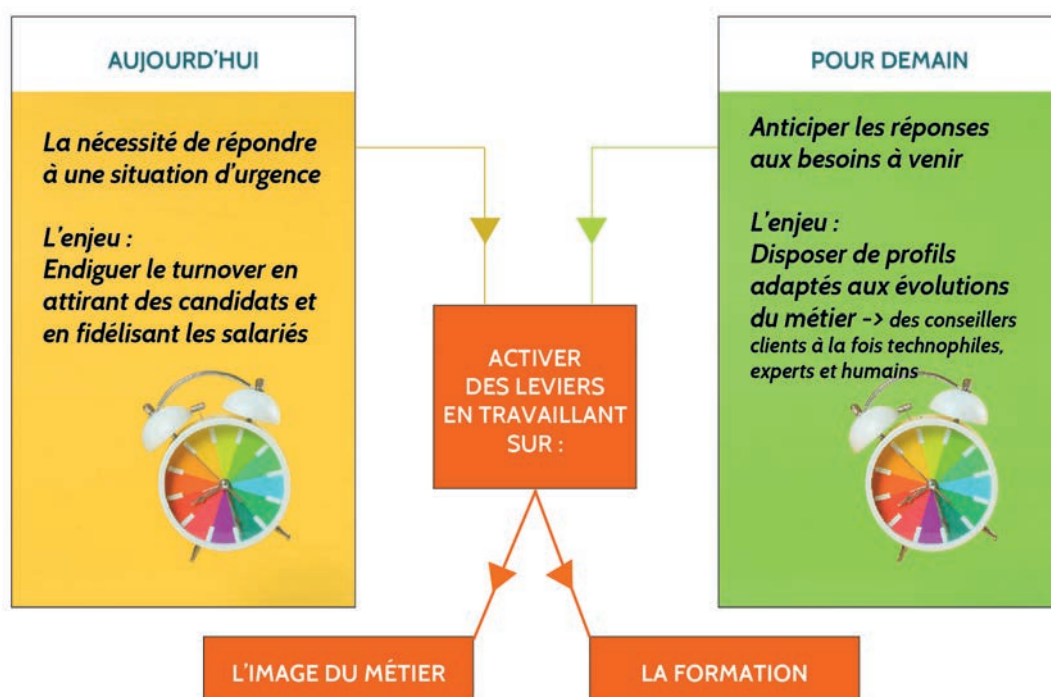 AUJOURD'HUI
La nécessité de répondre
à une situation d'urgence
L'enjeu :
Endiguer le turnover en
attirant des candidats et
en fidélisant les salariés
POUR DEMAIN
Anticiper les réponses
aux besoins à venir
L'enjeu :
Disposer de profils
adaptés aux évolutions
du métier -> des conseillers
clients à la fois technophiles,
experts et humains
ACTIVER
DES LEVIERS
EN TRAVAILLANT
SUR :
L'IMAGE DU MÉTIER
LA FORMATION